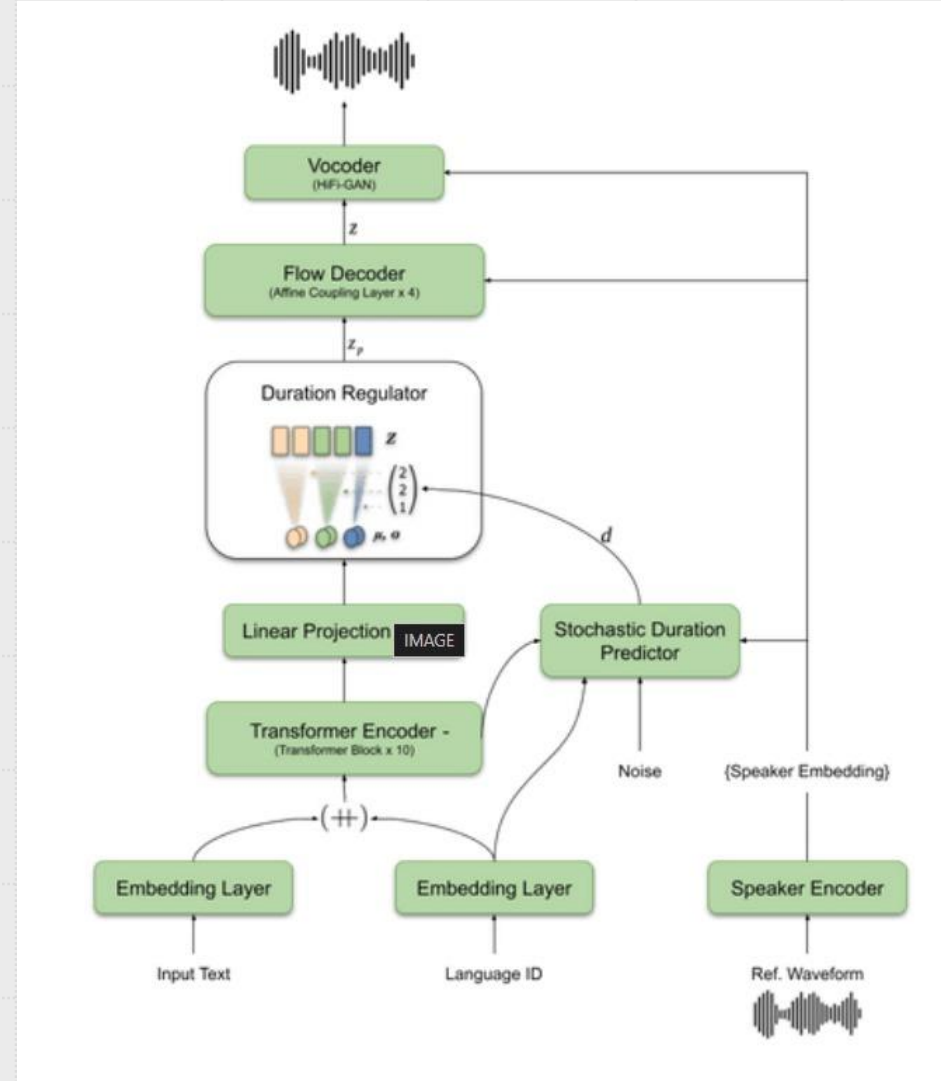 Vocoder
(HiFi-GAN)
z
Flow Decoder
(Affine Coupling Layer x 4)
z_p
Duration Regulator
z
2
2
1
μ, σ
d
Linear Projection
IMAGE
Stochastic Duration
Predictor
Transformer Encoder -
(Transformer Block x 10)
Noise
{Speaker Embedding}
(++)
Embedding Layer
Embedding Layer
Speaker Encoder
Input Text
Language ID
Ref. Waveform